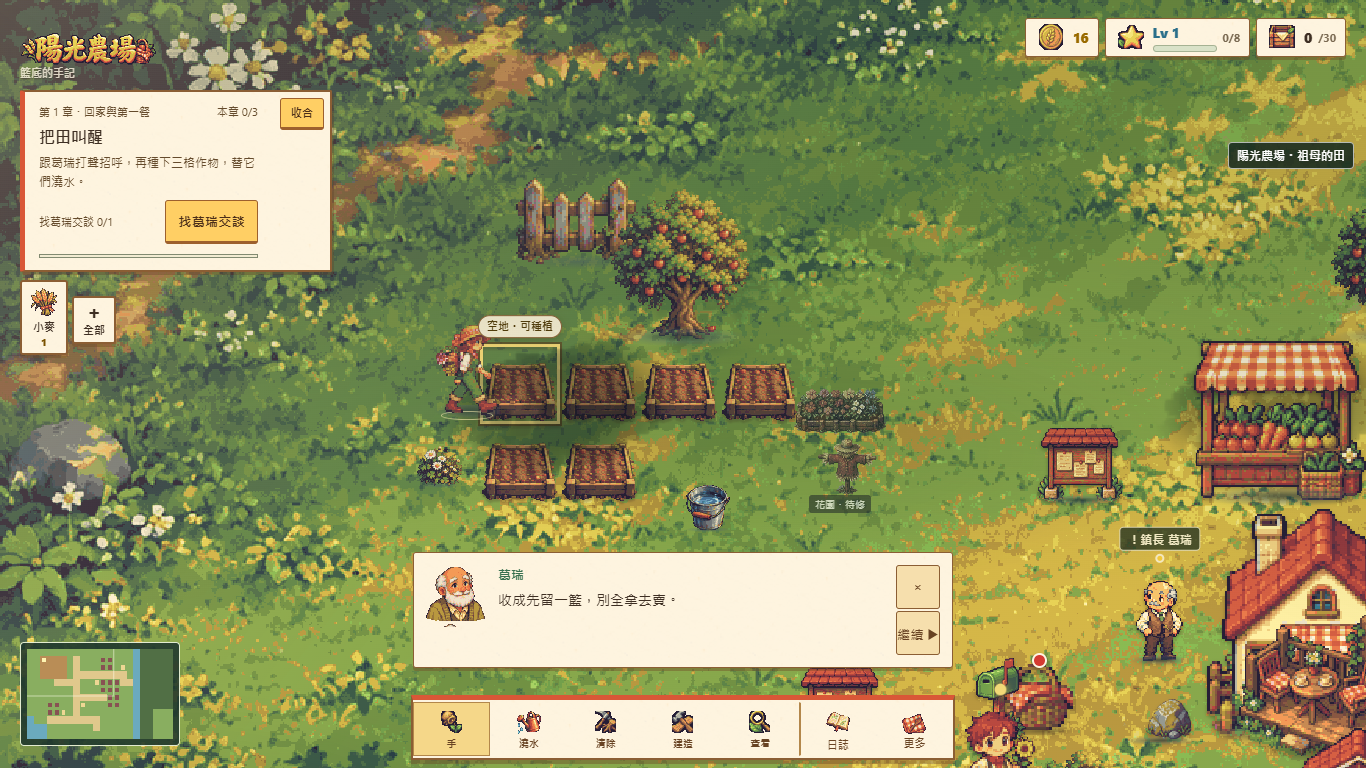 陽光農場
籃底的手記
第 1 章 · 回家與第一餐
本章 0/3
收合
把田叫醒
跟葛瑞打聲招呼，再種下三格作物，替它
們澆水。
找葛瑞交談 0/1
找葛瑞交談
小麥
1
+
全部
16
Lv 1
0/8
0 /30
陽光農場 · 祖母的田
空地 · 可種植
花圃 · 待修
! 鎮長 葛瑞
葛瑞
收成先留一籃，別全拿去賣。
×
繼續 ▶
手
澆水
清除
建造
查看
日誌
更多